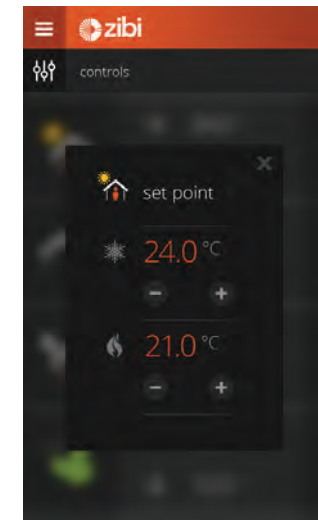 zibi
controls
X
set point
24.0 °C
- +
21.0 °C
- +